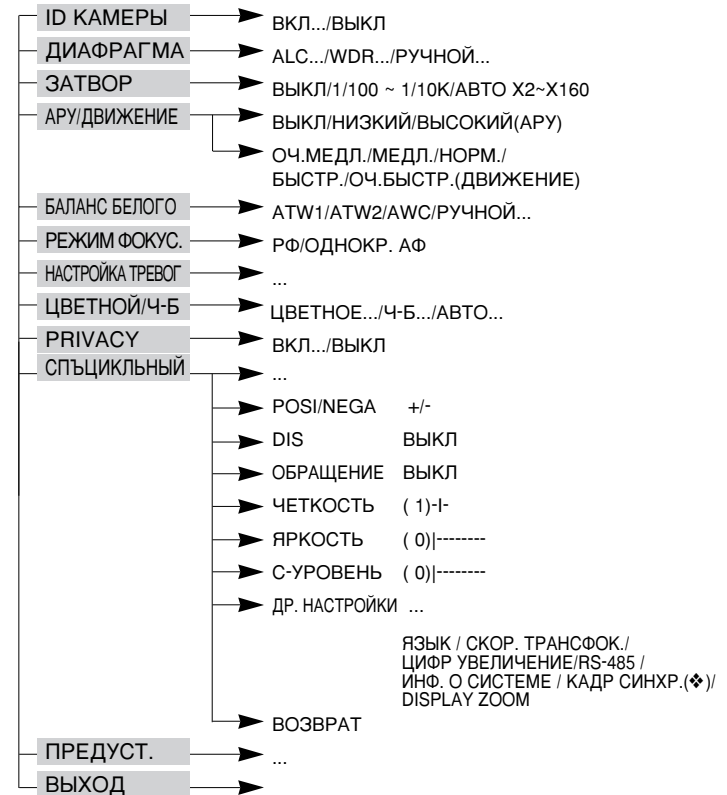 ID КАМЕРЫ ВКЛ.../ВЫКЛ
ДИАФРАГМА ALC.../WDR.../РУЧНОЙ...
ЗАТВОР ВЫКЛ/1/100 ~ 1/10K/АВТО X2~X160
АРУ/ДВИЖЕНИЕ ВЫКЛ/НИЗКИЙ/ВЫСОКИЙ(АРУ)
ОЧ.МЕДЛ./МЕДЛ./НОРМ./
БЫСТР./ОЧ.БЫСТР.(ДВИЖЕНИЕ)
БАЛАНС БЕЛОГО ATW1/ATW2/AWC/РУЧНОЙ...
РЕЖИМ ФОКУС. РФ/ОДНОКР. АФ
НАСТРОЙКА ТРЕВОГ ...
ЦВЕТНОЙ/Ч-Б ЦВЕТНОЕ.../Ч-Б.../АВТО...
PRIVACY ВКЛ.../ВЫКЛ
СПЪЦИКЛЬНЫЙ ...
POSI/NEGA +/-
DIS ВЫКЛ
ОБРАЩЕНИЕ ВЫКЛ
ЧЕТКОСТЬ ( 1)-I-
ЯРКОСТЬ ( 0)|--------
С-УРОВЕНЬ ( 0)|--------
ДР. НАСТРОЙКИ ...
ЯЗЫК / СКОР. ТРАНСФОК./
ЦИФР УВЕЛИЧЕНИЕ/RS-485 /
ИНФ. О СИСТЕМЕ / КАДР СИНХР.(❖)/
DISPLAY ZOOM
ВОЗВРАТ
ПРЕДУСТ. ...
ВЫХОД